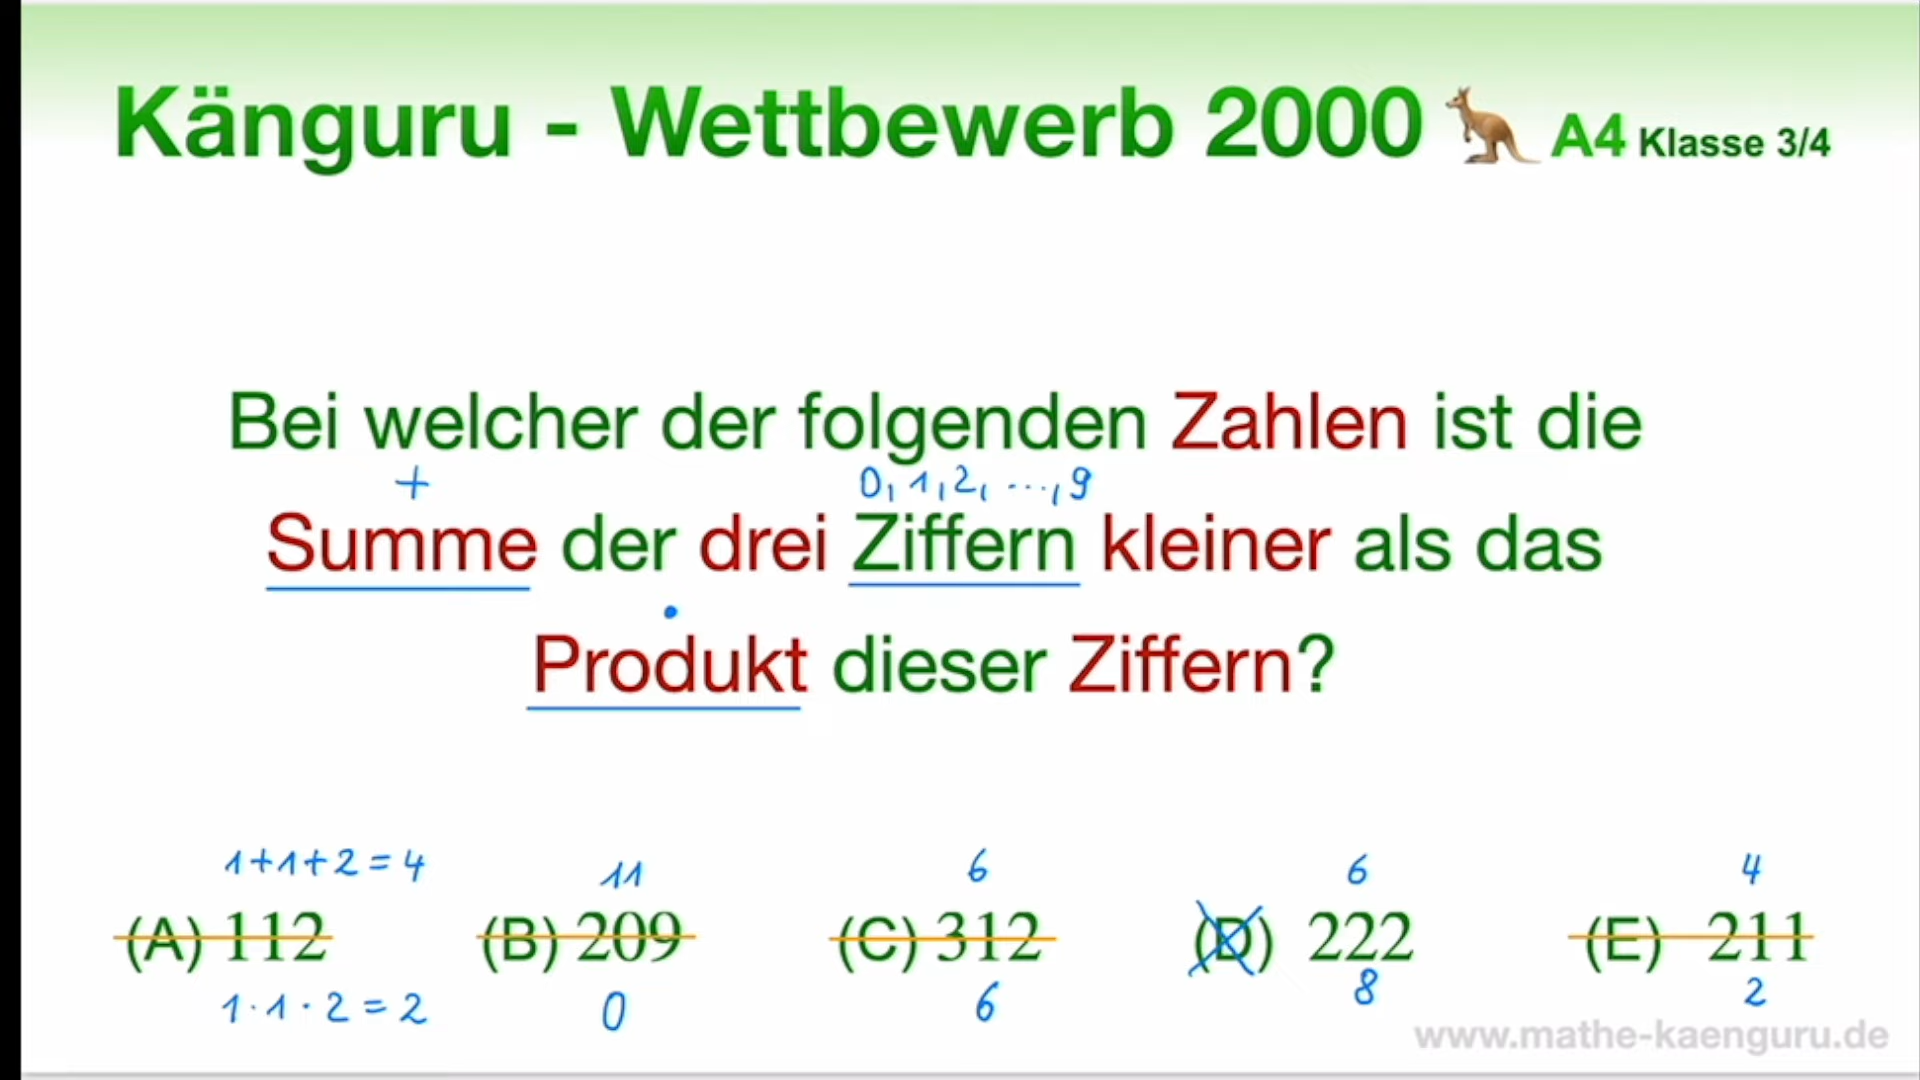 Känguru - Wettbewerb 2000 A4 Klasse 3/4
Bei welcher der folgenden Zahlen ist die
+ 0, 1, 2, ..., 9
Summe der drei Ziffern kleiner als das
·
Produkt dieser Ziffern?
1+1+2=4 11 6 6 4
(A) 112 (B) 209 (C) 312 (D) 222 (E) 211
1·1·2=2 0 6 8 2
www.mathe-kaenguru.de